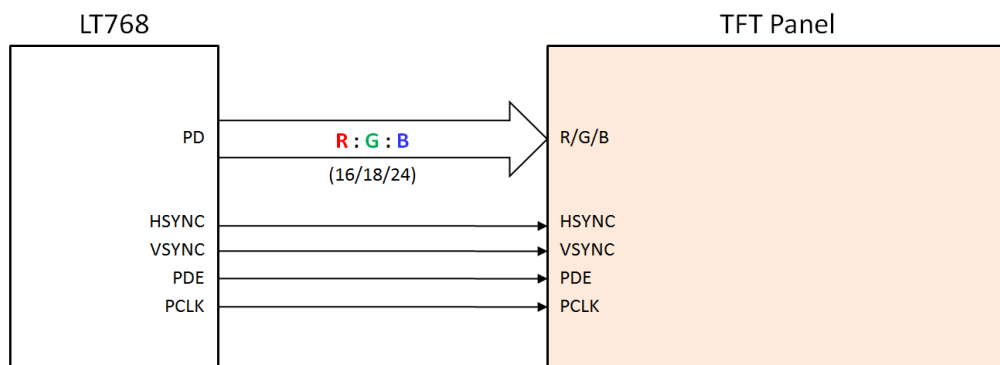 LT768
TFT Panel
PD
R : G : B
R/G/B
(16/18/24)
HSYNC
HSYNC
VSYNC
VSYNC
PDE
PDE
PCLK
PCLK